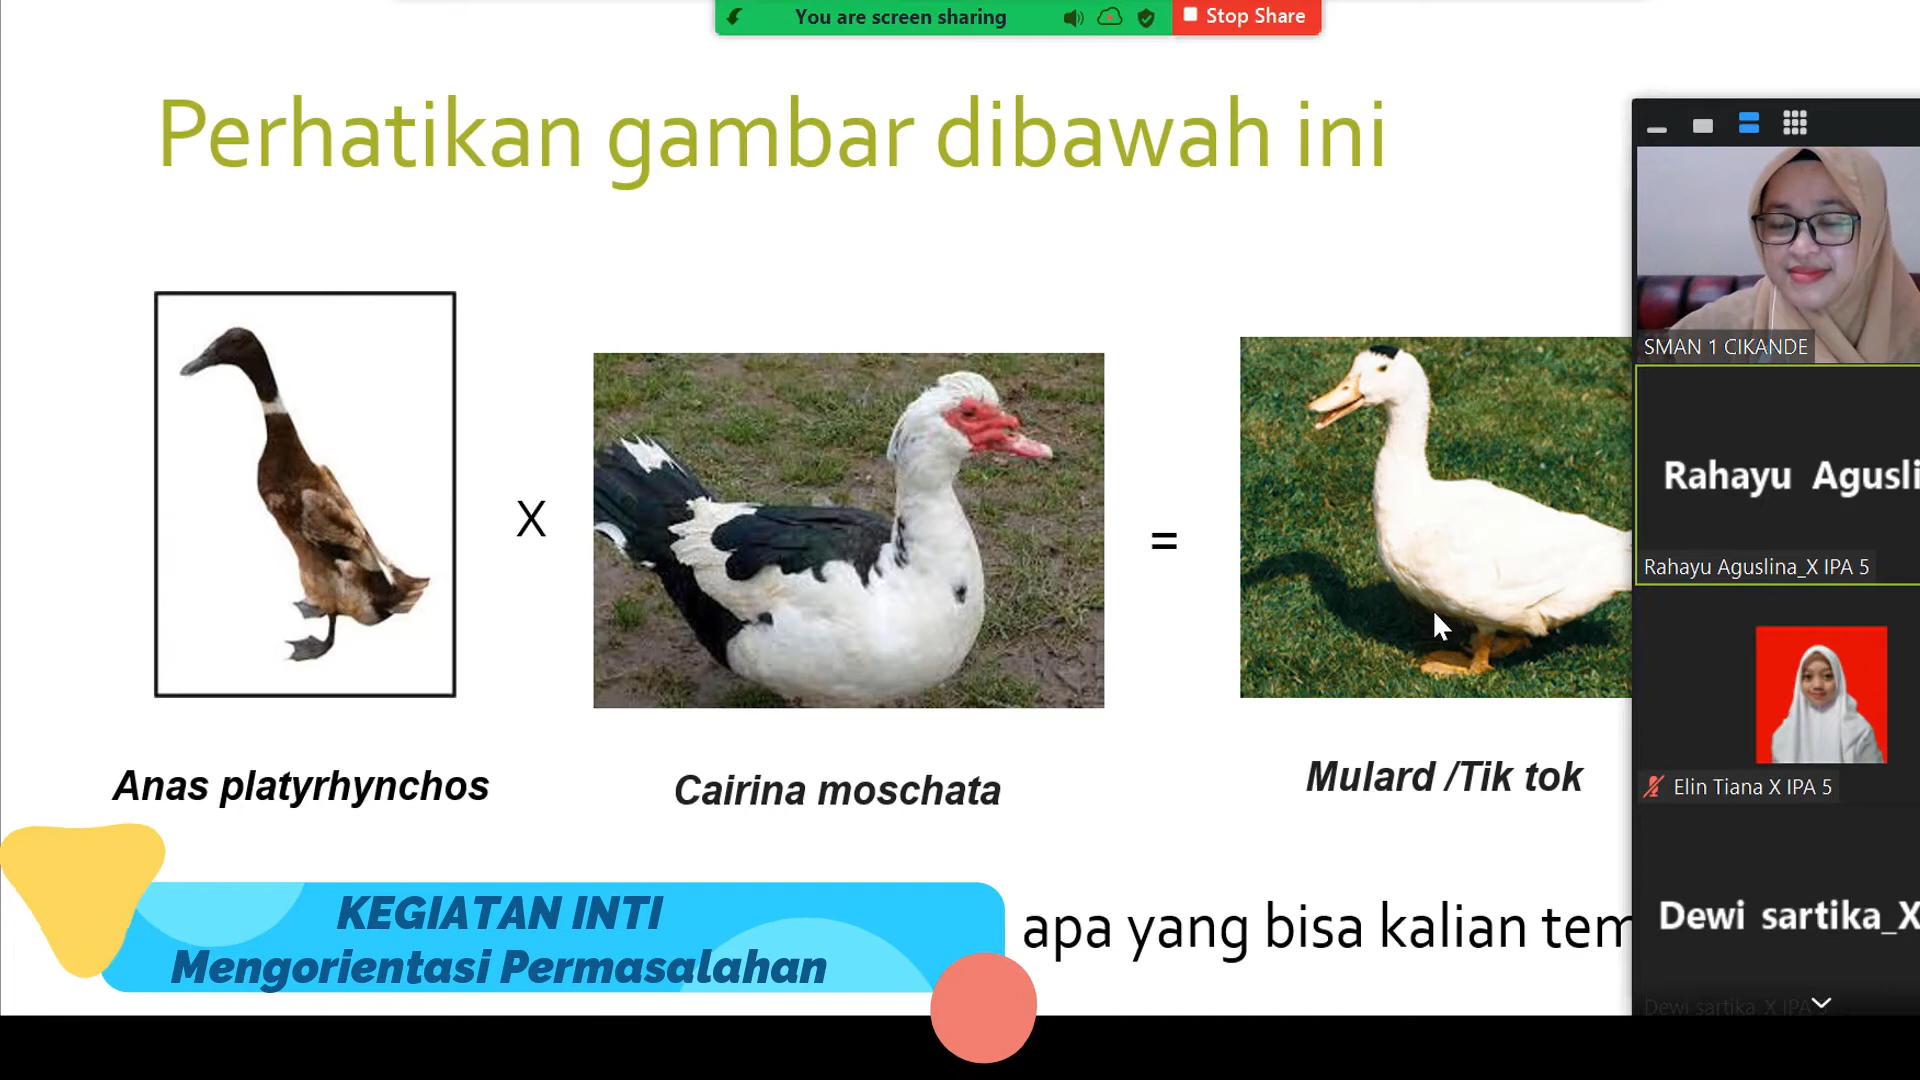 You are screen sharing
Stop Share
Perhatikan gambar dibawah ini
X
=
Anas platyrhynchos
Cairina moschata
Mulard /Tik tok
KEGIATAN INTI
Mengorientasi Permasalahan
apa yang bisa kalian tem
SMAN 1 CIKANDE
Rahayu Agusli
Rahayu Aguslina_X IPA 5
Elin Tiana X IPA 5
Dewi sartika_X
Dewi sartika_X IPA 5